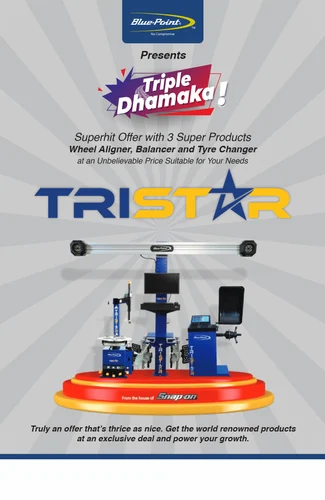 Blue-Point
No Compromise
Presents
Triple
Dhamaka!
Superhit Offer with 3 Super Products
Wheel Aligner, Balancer and Tyre Changer
at an Unbelievable Price Suitable for Your Needs
TRISTAR
From the house of Snap-on
Truly an offer that's thrice as nice. Get the world renowned products
at an exclusive deal and power your growth.